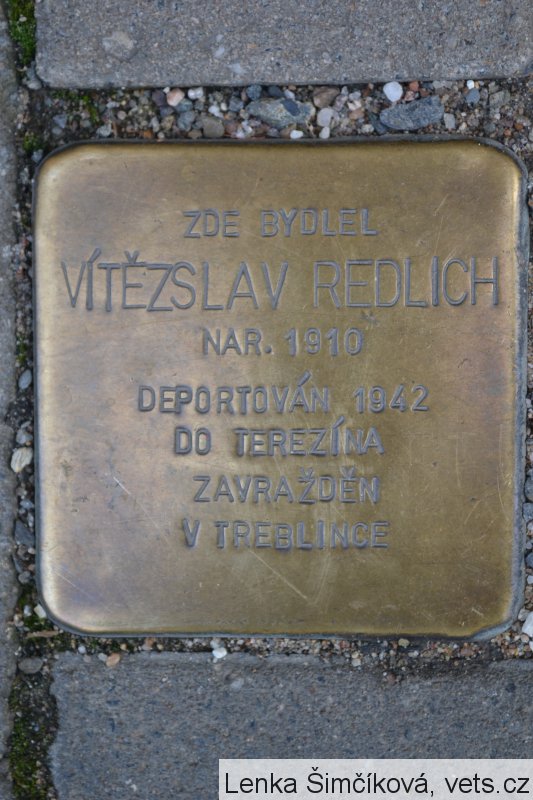 ZDE BYDLEL
VÍTĚZSLAV REDLICH
NAR. 1910
DEPORTOVÁN 1942
DO TEREZÍNA
ZAVRAŽDĚN
V TREBLINCE
Lenka Šimčíková, vets.cz